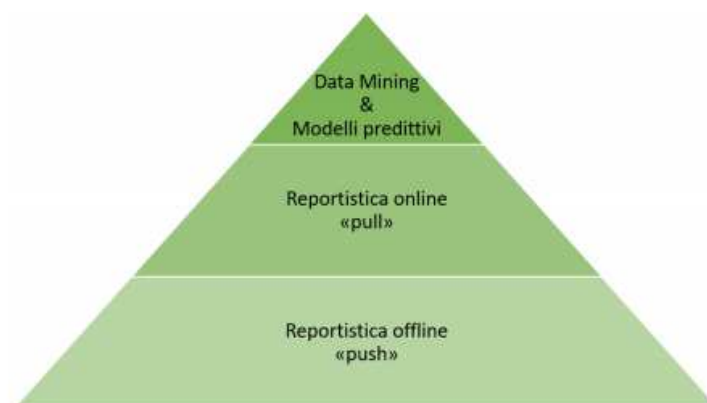 Data Mining
&
Modelli predittivi
Reportistica online
«pull»
Reportistica offline
«push»